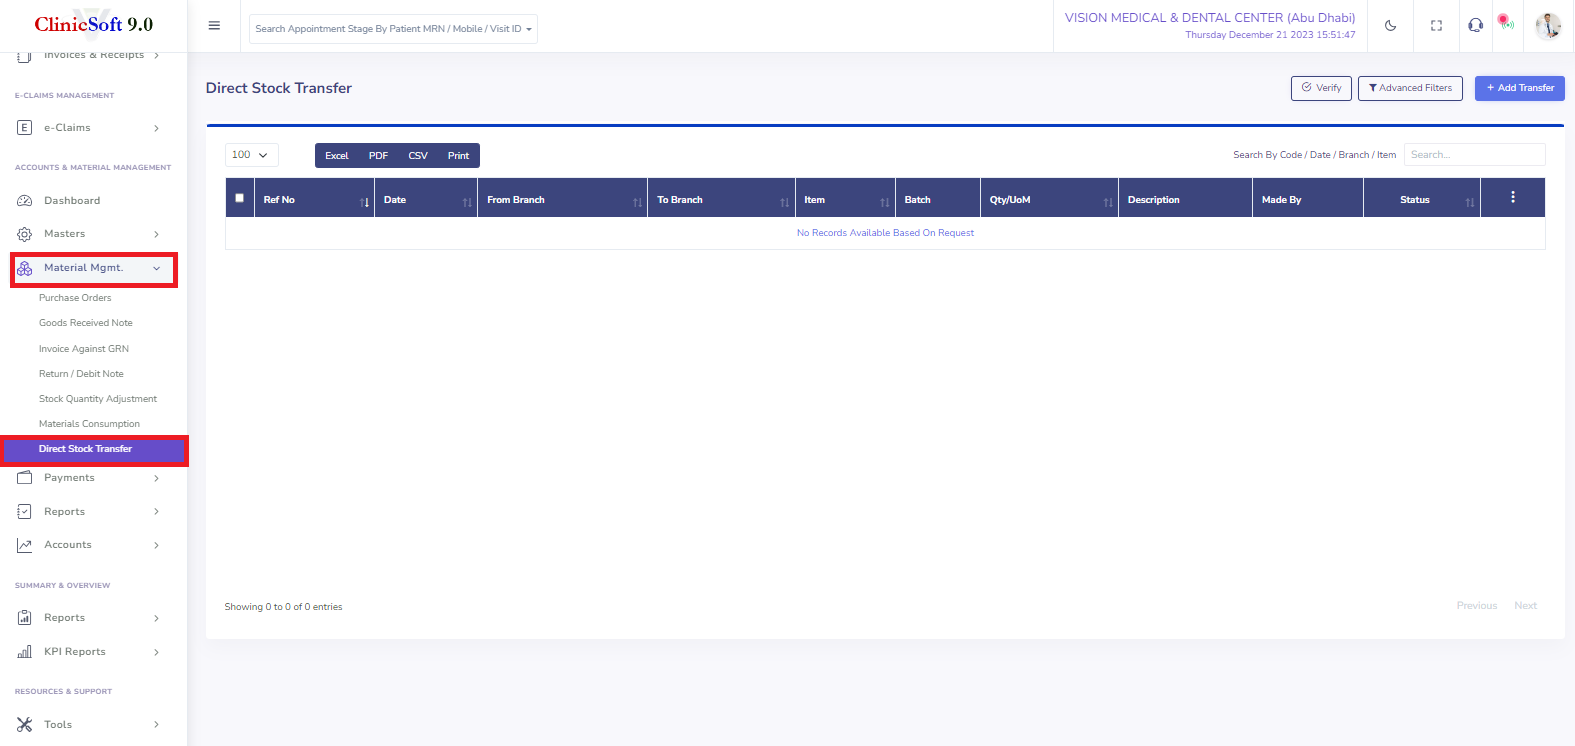 ClinicSoft 9.0
Search Appointment Stage By Patient MRN / Mobile / Visit ID
VISION MEDICAL & DENTAL CENTER (Abu Dhabi)
Thursday December 21 2023 15:51:47
Invoices & Receipts
E-CLAIMS MANAGEMENT
E e-Claims
ACCOUNTS & MATERIAL MANAGEMENT
Dashboard
Masters
Material Mgmt.
Purchase Orders
Goods Received Note
Invoice Against GRN
Return / Debit Note
Stock Quantity Adjustment
Materials Consumption
Direct Stock Transfer
Payments
Reports
Accounts
SUMMARY & OVERVIEW
Reports
KPI Reports
RESOURCES & SUPPORT
Tools
Direct Stock Transfer
Verify
Advanced Filters
+ Add Transfer
100
Excel PDF CSV Print
Search By Code / Date / Branch / Item
Search...
Ref No Date From Branch To Branch Item Batch Qty/UoM Description Made By Status
No Records Available Based On Request
Showing 0 to 0 of 0 entries
Previous Next